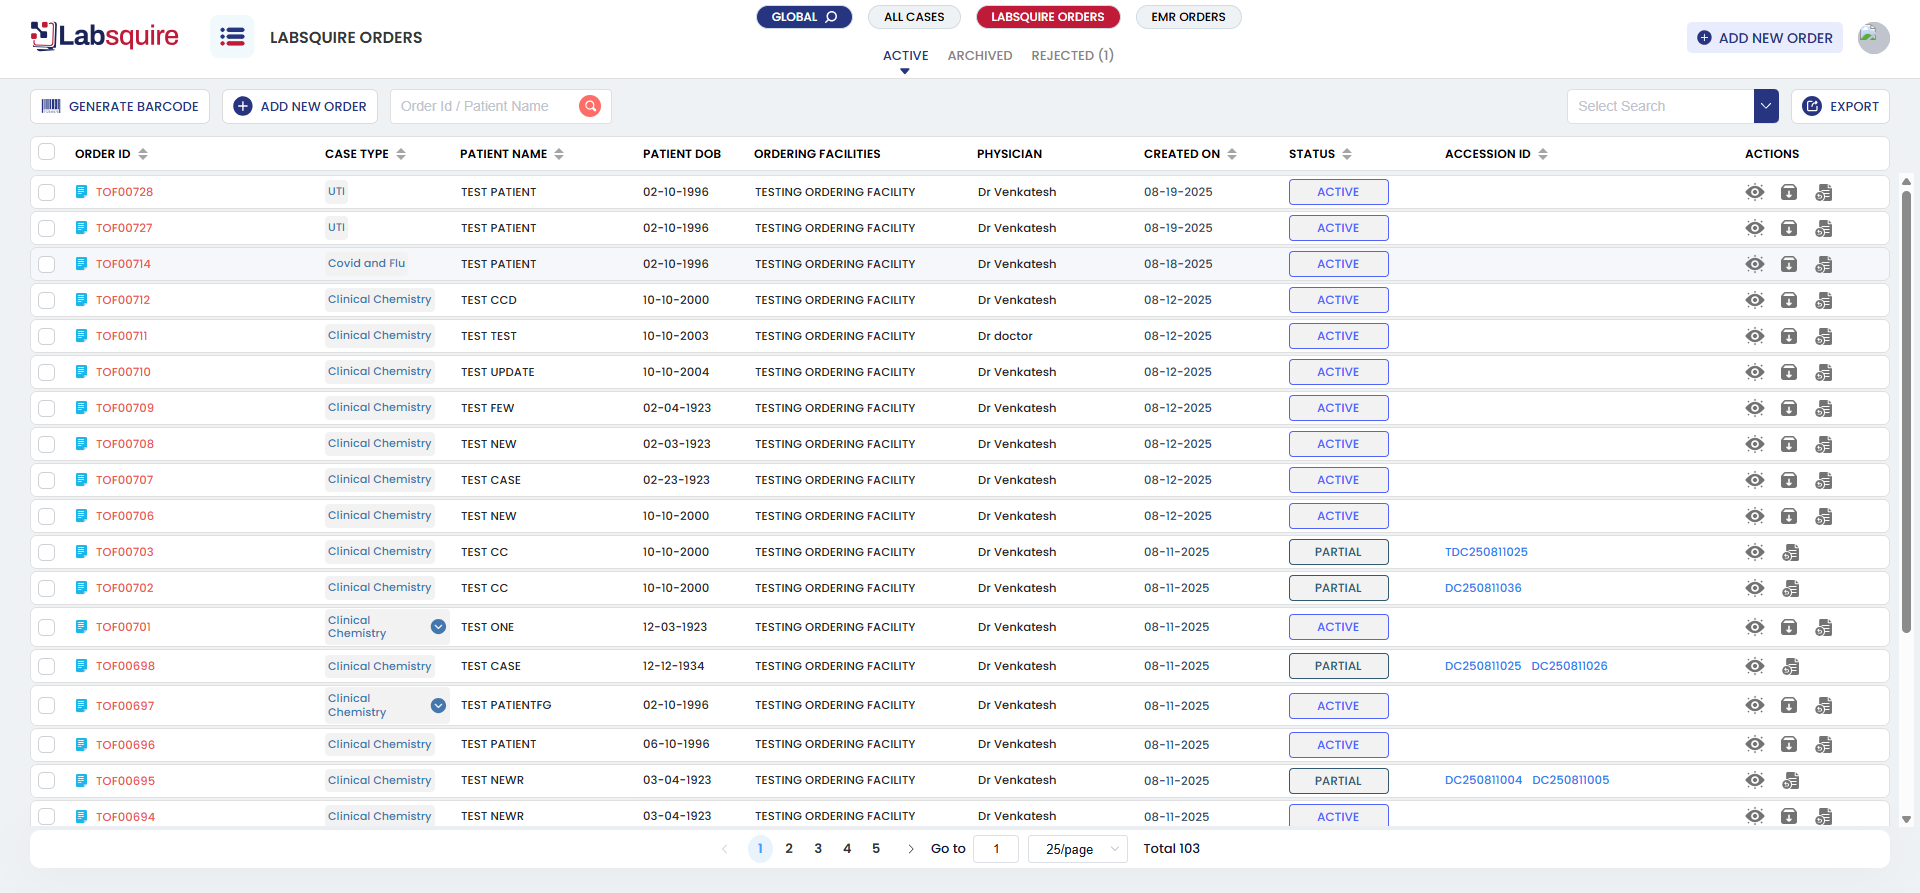 Labsquire
LABSQUIRE ORDERS
GLOBAL ALL CASES LABSQUIRE ORDERS EMR ORDERS
ACTIVE ARCHIVED REJECTED (1)
ADD NEW ORDER
GENERATE BARCODE ADD NEW ORDER Order Id / Patient Name Select Search EXPORT
ORDER ID CASE TYPE PATIENT NAME PATIENT DOB ORDERING FACILITIES PHYSICIAN CREATED ON STATUS ACCESSION ID ACTIONS
TOF00728 UTI TEST PATIENT 02-10-1996 TESTING ORDERING FACILITY Dr Venkatesh 08-19-2025 ACTIVE
TOF00727 UTI TEST PATIENT 02-10-1996 TESTING ORDERING FACILITY Dr Venkatesh 08-19-2025 ACTIVE
TOF00714 Covid and Flu TEST PATIENT 02-10-1996 TESTING ORDERING FACILITY Dr Venkatesh 08-18-2025 ACTIVE
TOF00712 Clinical Chemistry TEST CCD 10-10-2000 TESTING ORDERING FACILITY Dr Venkatesh 08-12-2025 ACTIVE
TOF00711 Clinical Chemistry TEST TEST 10-10-2003 TESTING ORDERING FACILITY Dr doctor 08-12-2025 ACTIVE
TOF00710 Clinical Chemistry TEST UPDATE 10-10-2004 TESTING ORDERING FACILITY Dr Venkatesh 08-12-2025 ACTIVE
TOF00709 Clinical Chemistry TEST FEW 02-04-1923 TESTING ORDERING FACILITY Dr Venkatesh 08-12-2025 ACTIVE
TOF00708 Clinical Chemistry TEST NEW 02-03-1923 TESTING ORDERING FACILITY Dr Venkatesh 08-12-2025 ACTIVE
TOF00707 Clinical Chemistry TEST CASE 02-23-1923 TESTING ORDERING FACILITY Dr Venkatesh 08-12-2025 ACTIVE
TOF00706 Clinical Chemistry TEST NEW 10-10-2000 TESTING ORDERING FACILITY Dr Venkatesh 08-12-2025 ACTIVE
TOF00703 Clinical Chemistry TEST CC 10-10-2000 TESTING ORDERING FACILITY Dr Venkatesh 08-11-2025 PARTIAL TDC250811025
TOF00702 Clinical Chemistry TEST CC 10-10-2000 TESTING ORDERING FACILITY Dr Venkatesh 08-11-2025 PARTIAL DC250811036
TOF00701 Clinical Chemistry TEST ONE 12-03-1923 TESTING ORDERING FACILITY Dr Venkatesh 08-11-2025 ACTIVE
TOF00698 Clinical Chemistry TEST CASE 12-12-1934 TESTING ORDERING FACILITY Dr Venkatesh 08-11-2025 PARTIAL DC250811025 DC250811026
TOF00697 Clinical Chemistry TEST PATIENTFG 02-10-1996 TESTING ORDERING FACILITY Dr Venkatesh 08-11-2025 ACTIVE
TOF00696 Clinical Chemistry TEST PATIENT 06-10-1996 TESTING ORDERING FACILITY Dr Venkatesh 08-11-2025 ACTIVE
TOF00695 Clinical Chemistry TEST NEWR 03-04-1923 TESTING ORDERING FACILITY Dr Venkatesh 08-11-2025 PARTIAL DC250811004 DC250811005
TOF00694 Clinical Chemistry TEST NEWR 03-04-1923 TESTING ORDERING FACILITY Dr Venkatesh 08-11-2025 ACTIVE
1 2 3 4 5 Go to 1 25/page Total 103